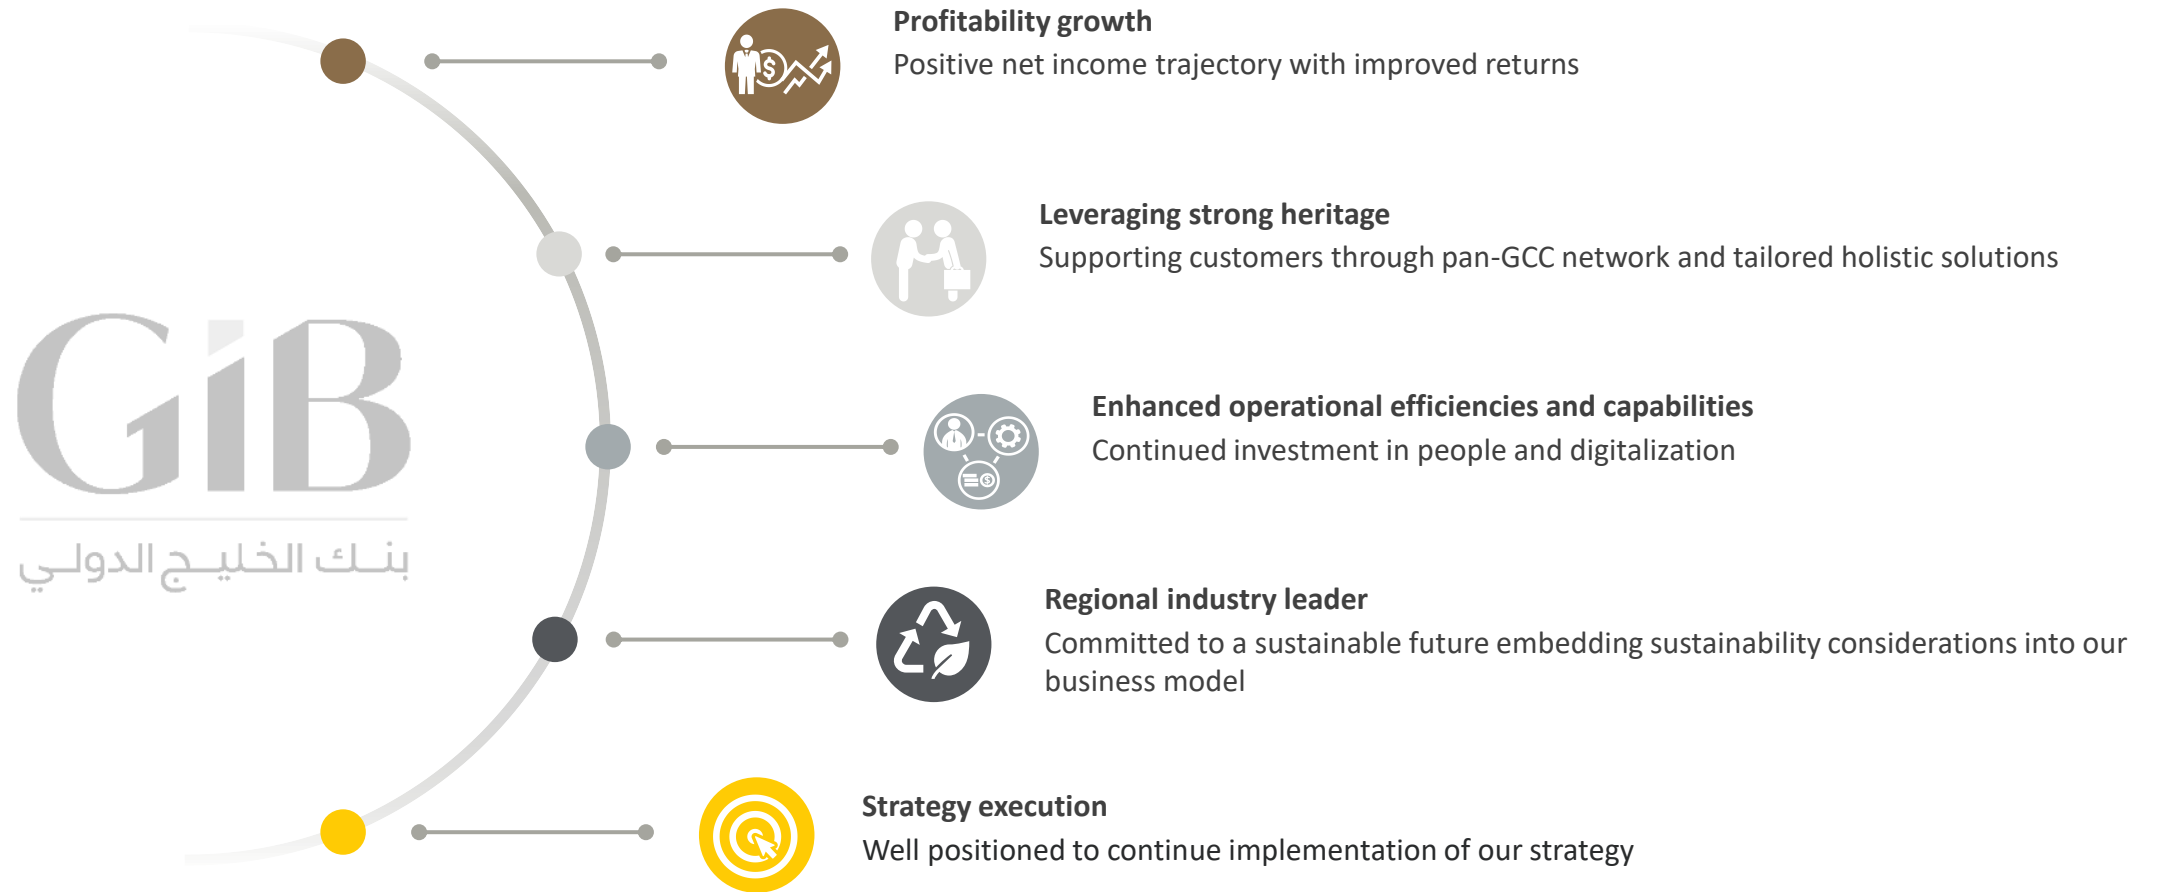 Profitability growth
Positive net income trajectory with improved returns
Leveraging strong heritage
Supporting customers through pan-GCC network and tailored holistic solutions
GiB
بنك الخليج الدولي
Enhanced operational efficiencies and capabilities
Continued investment in people and digitalization
Regional industry leader
Committed to a sustainable future embedding sustainability considerations into our
business model
Strategy execution
Well positioned to continue implementation of our strategy